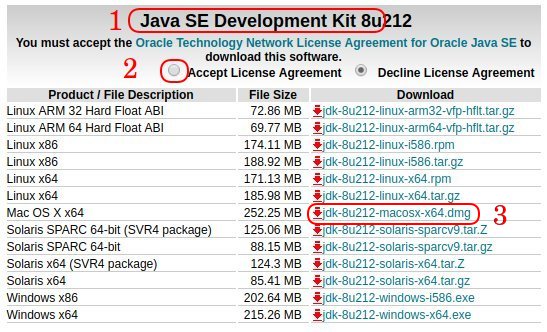 1 Java SE Development Kit 8u212
You must accept the Oracle Technology Network License Agreement for Oracle Java SE to
download this software.
2 Accept License Agreement Decline License Agreement
Product / File Description File Size Download
Linux ARM 32 Hard Float ABI 72.86 MB jdk-8u212-linux-arm32-vfp-hflt.tar.gz
Linux ARM 64 Hard Float ABI 69.77 MB jdk-8u212-linux-arm64-vfp-hflt.tar.gz
Linux x86 174.11 MB jdk-8u212-linux-i586.rpm
Linux x86 188.92 MB jdk-8u212-linux-i586.tar.gz
Linux x64 171.13 MB jdk-8u212-linux-x64.rpm
Linux x64 185.98 MB jdk-8u212-linux-x64.tar.gz
Mac OS X x64 252.25 MB jdk-8u212-macosx-x64.dmg 3
Solaris SPARC 64-bit (SVR4 package) 125.06 MB jdk-8u212-solaris-sparcv9.tar.Z
Solaris SPARC 64-bit 88.15 MB jdk-8u212-solaris-sparcv9.tar.gz
Solaris x64 (SVR4 package) 124.3 MB jdk-8u212-solaris-x64.tar.Z
Solaris x64 85.41 MB jdk-8u212-solaris-x64.tar.gz
Windows x86 202.64 MB jdk-8u212-windows-i586.exe
Windows x64 215.26 MB jdk-8u212-windows-x64.exe